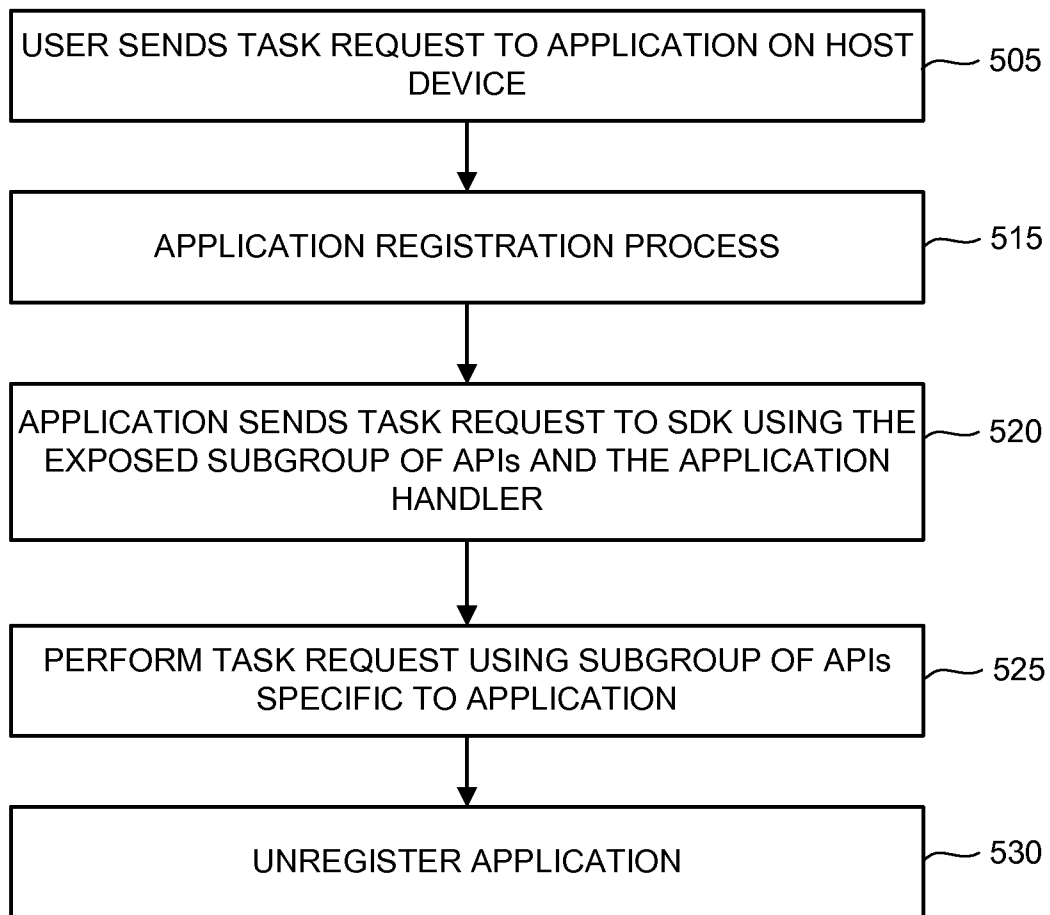 USER SENDS TASK REQUEST TO APPLICATION ON HOST
DEVICE
505
APPLICATION REGISTRATION PROCESS
515
APPLICATION SENDS TASK REQUEST TO SDK USING THE
EXPOSED SUBGROUP OF APIs AND THE APPLICATION
HANDLER
520
PERFORM TASK REQUEST USING SUBGROUP OF APIs
SPECIFIC TO APPLICATION
525
UNREGISTER APPLICATION
530